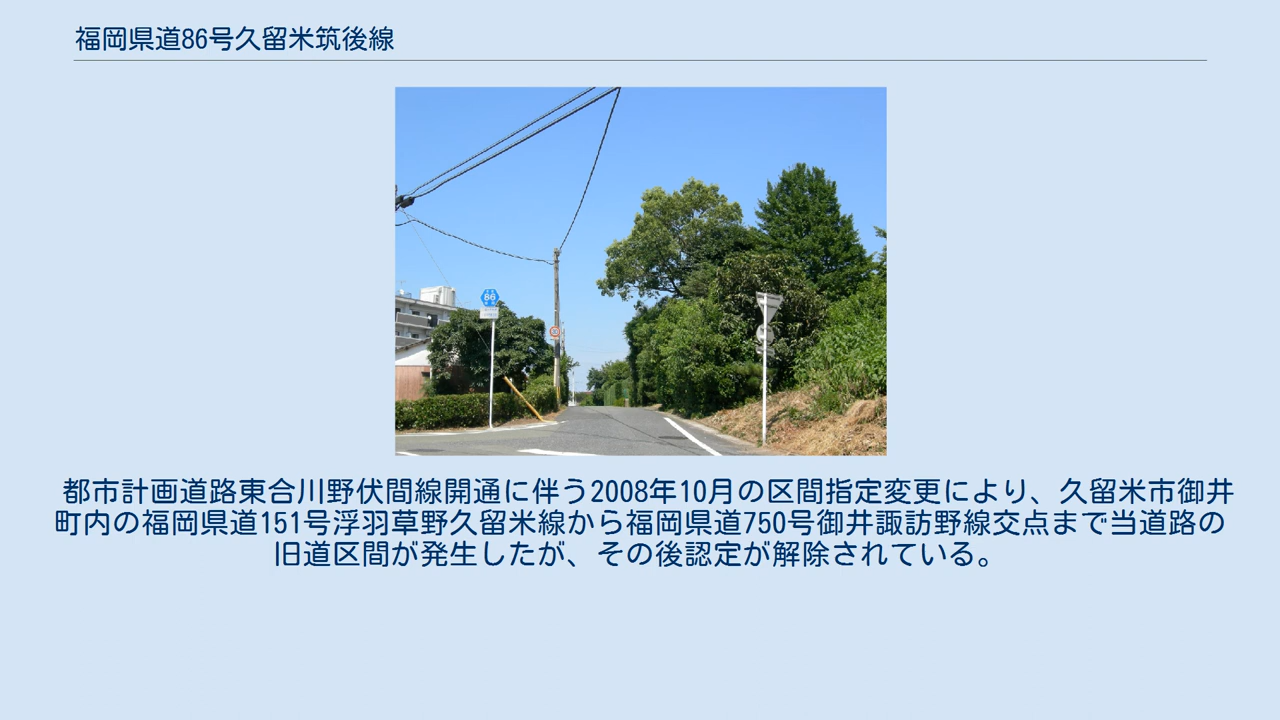 福岡県道86号久留米筑後線
86
都市計画道路東合川野伏間線開通に伴う2008年10月の区間指定変更により、久留米市御井
町内の福岡県道151号浮羽草野久留米線から福岡県道750号御井諏訪野線交点まで当道路の
旧道区間が発生したが、その後認定が解除されている。